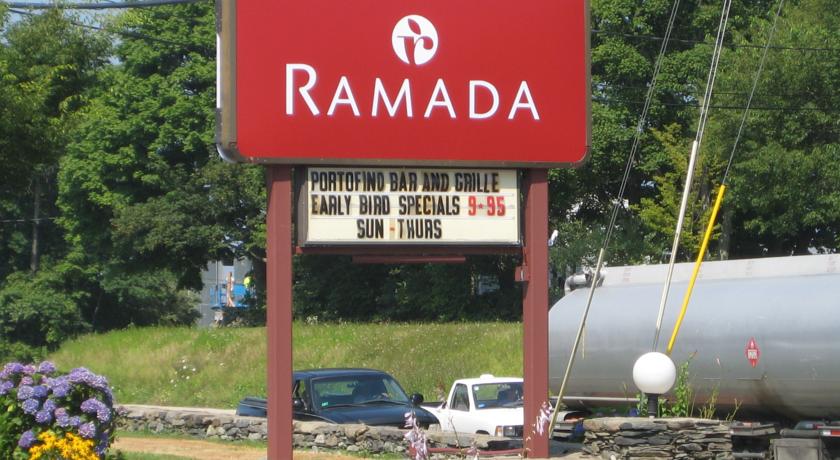 RAMADA
PORTOFINO BAR AND GRILLE
EARLY BIRD SPECIALS 9*95
SUN-THURS